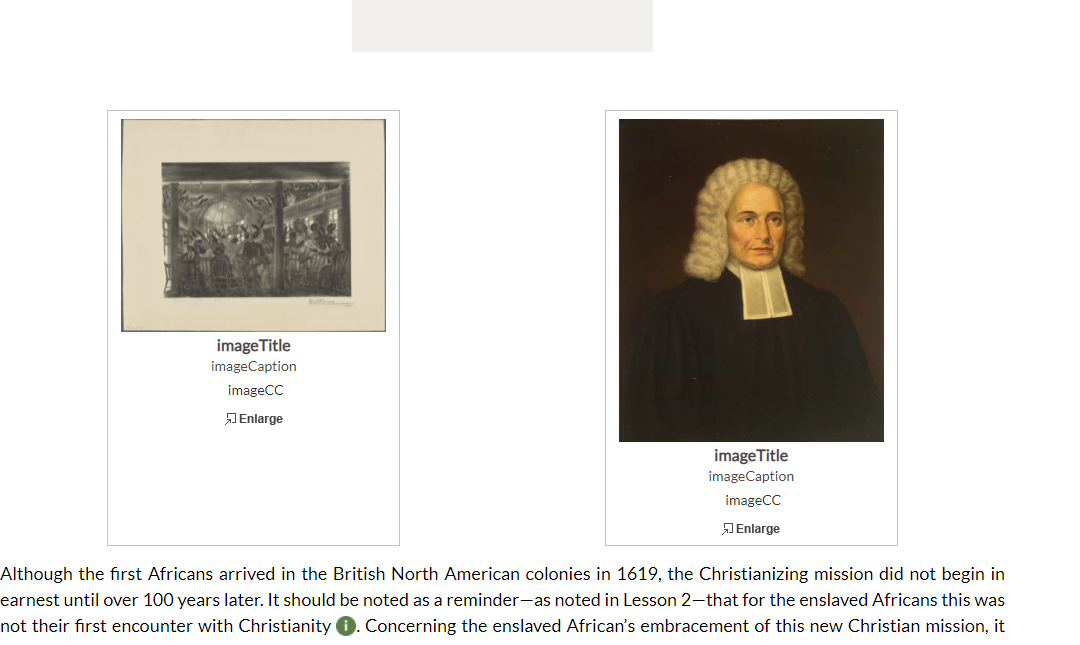 imageTitle
imageCaption
imageCC
Enlarge
imageTitle
imageCaption
imageCC
Enlarge
Although the first Africans arrived in the British North American colonies in 1619, the Christianizing mission did not begin in
earnest until over 100 years later. It should be noted as a reminder—as noted in Lesson 2—that for the enslaved Africans this was
not their first encounter with Christianity i. Concerning the enslaved African’s embracement of this new Christian mission, it